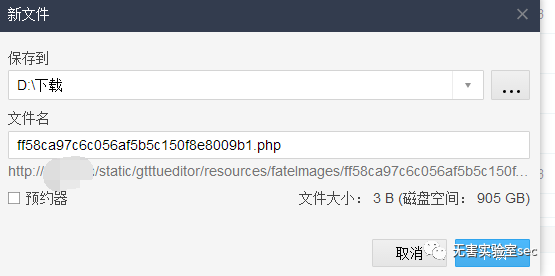 新文件
保存到
D:\下载
...
文件名
ff58ca97c6c056af5b5c150f8e8009b1.php
http://
:/static/gtttueditor/resources/fateImages/ff58ca97c6c056af5b5c150f...
预约器
文件大小： 3 B (磁盘空间： 905 GB)
取消
无害实验室sec